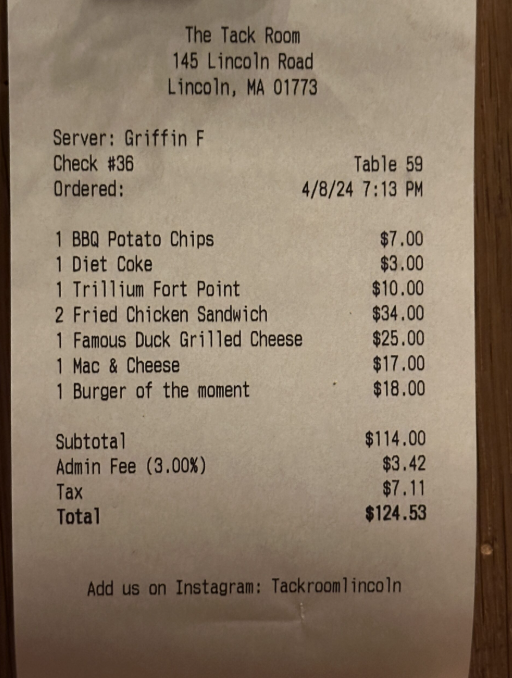 The Tack Room
145 Lincoln Road
Lincoln, MA 01773
Server: Griffin F
Check #36 Table 59
Ordered: 4/8/24 7:13 PM
1 BBQ Potato Chips $7.00
1 Diet Coke $3.00
1 Trillium Fort Point $10.00
2 Fried Chicken Sandwich $34.00
1 Famous Duck Grilled Cheese $25.00
1 Mac & Cheese $17.00
1 Burger of the moment $18.00
Subtotal $114.00
Admin Fee (3.00%) $3.42
Tax $7.11
Total $124.53
Add us on Instagram: Tackroomlincoln